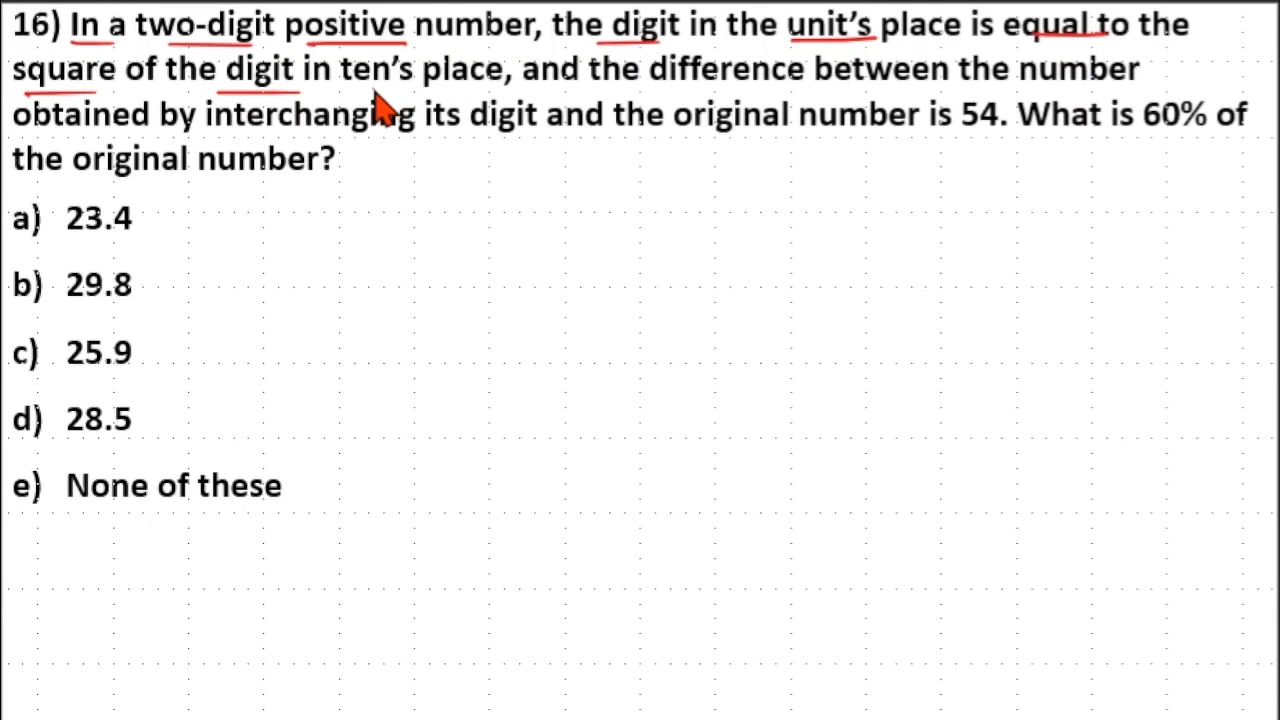 16) In a two-digit positive number, the digit in the unit's place is equal to the
square of the digit in ten's place, and the difference between the number
obtained by interchanging its digit and the original number is 54. What is 60% of
the original number?
a) 23.4
b) 29.8
c) 25.9
d) 28.5
e) None of these